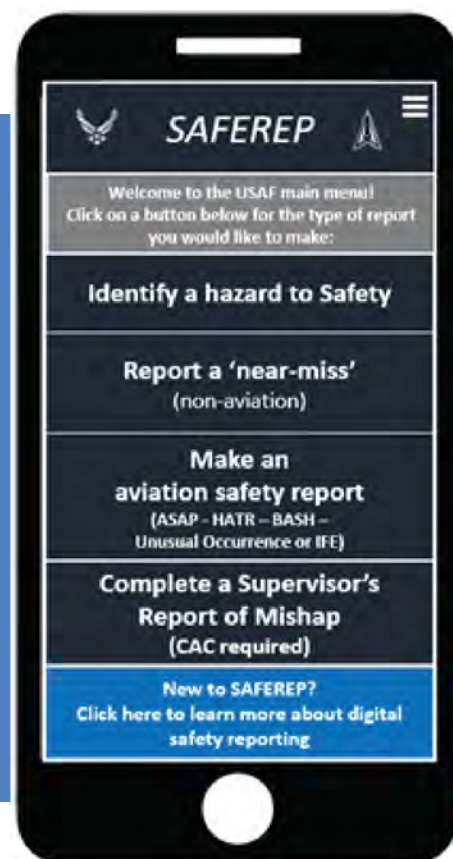 SAFEREP
Welcome to the USAF main menu!
Click on a button below for the type of report
you would like to make:
Identify a hazard to Safety
Report a ‘near-miss’
(non-aviation)
Make an
aviation safety report
(ASAP - HATR – BASH –
Unusual Occurrence or IFE)
Complete a Supervisor’s
Report of Mishap
(CAC required)
New to SAFEREP?
Click here to learn more about digital
safety reporting